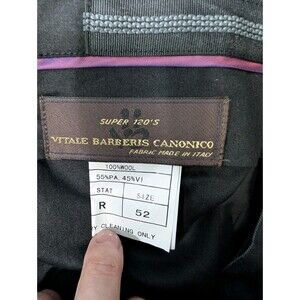 SUPER 120'S
VITALE BARBERIS CANONICO
FABRIC MADE IN ITALY
100%WOOL
55%PA. 45%VI
STAT SIZE
R 52
CLEANING ONLY